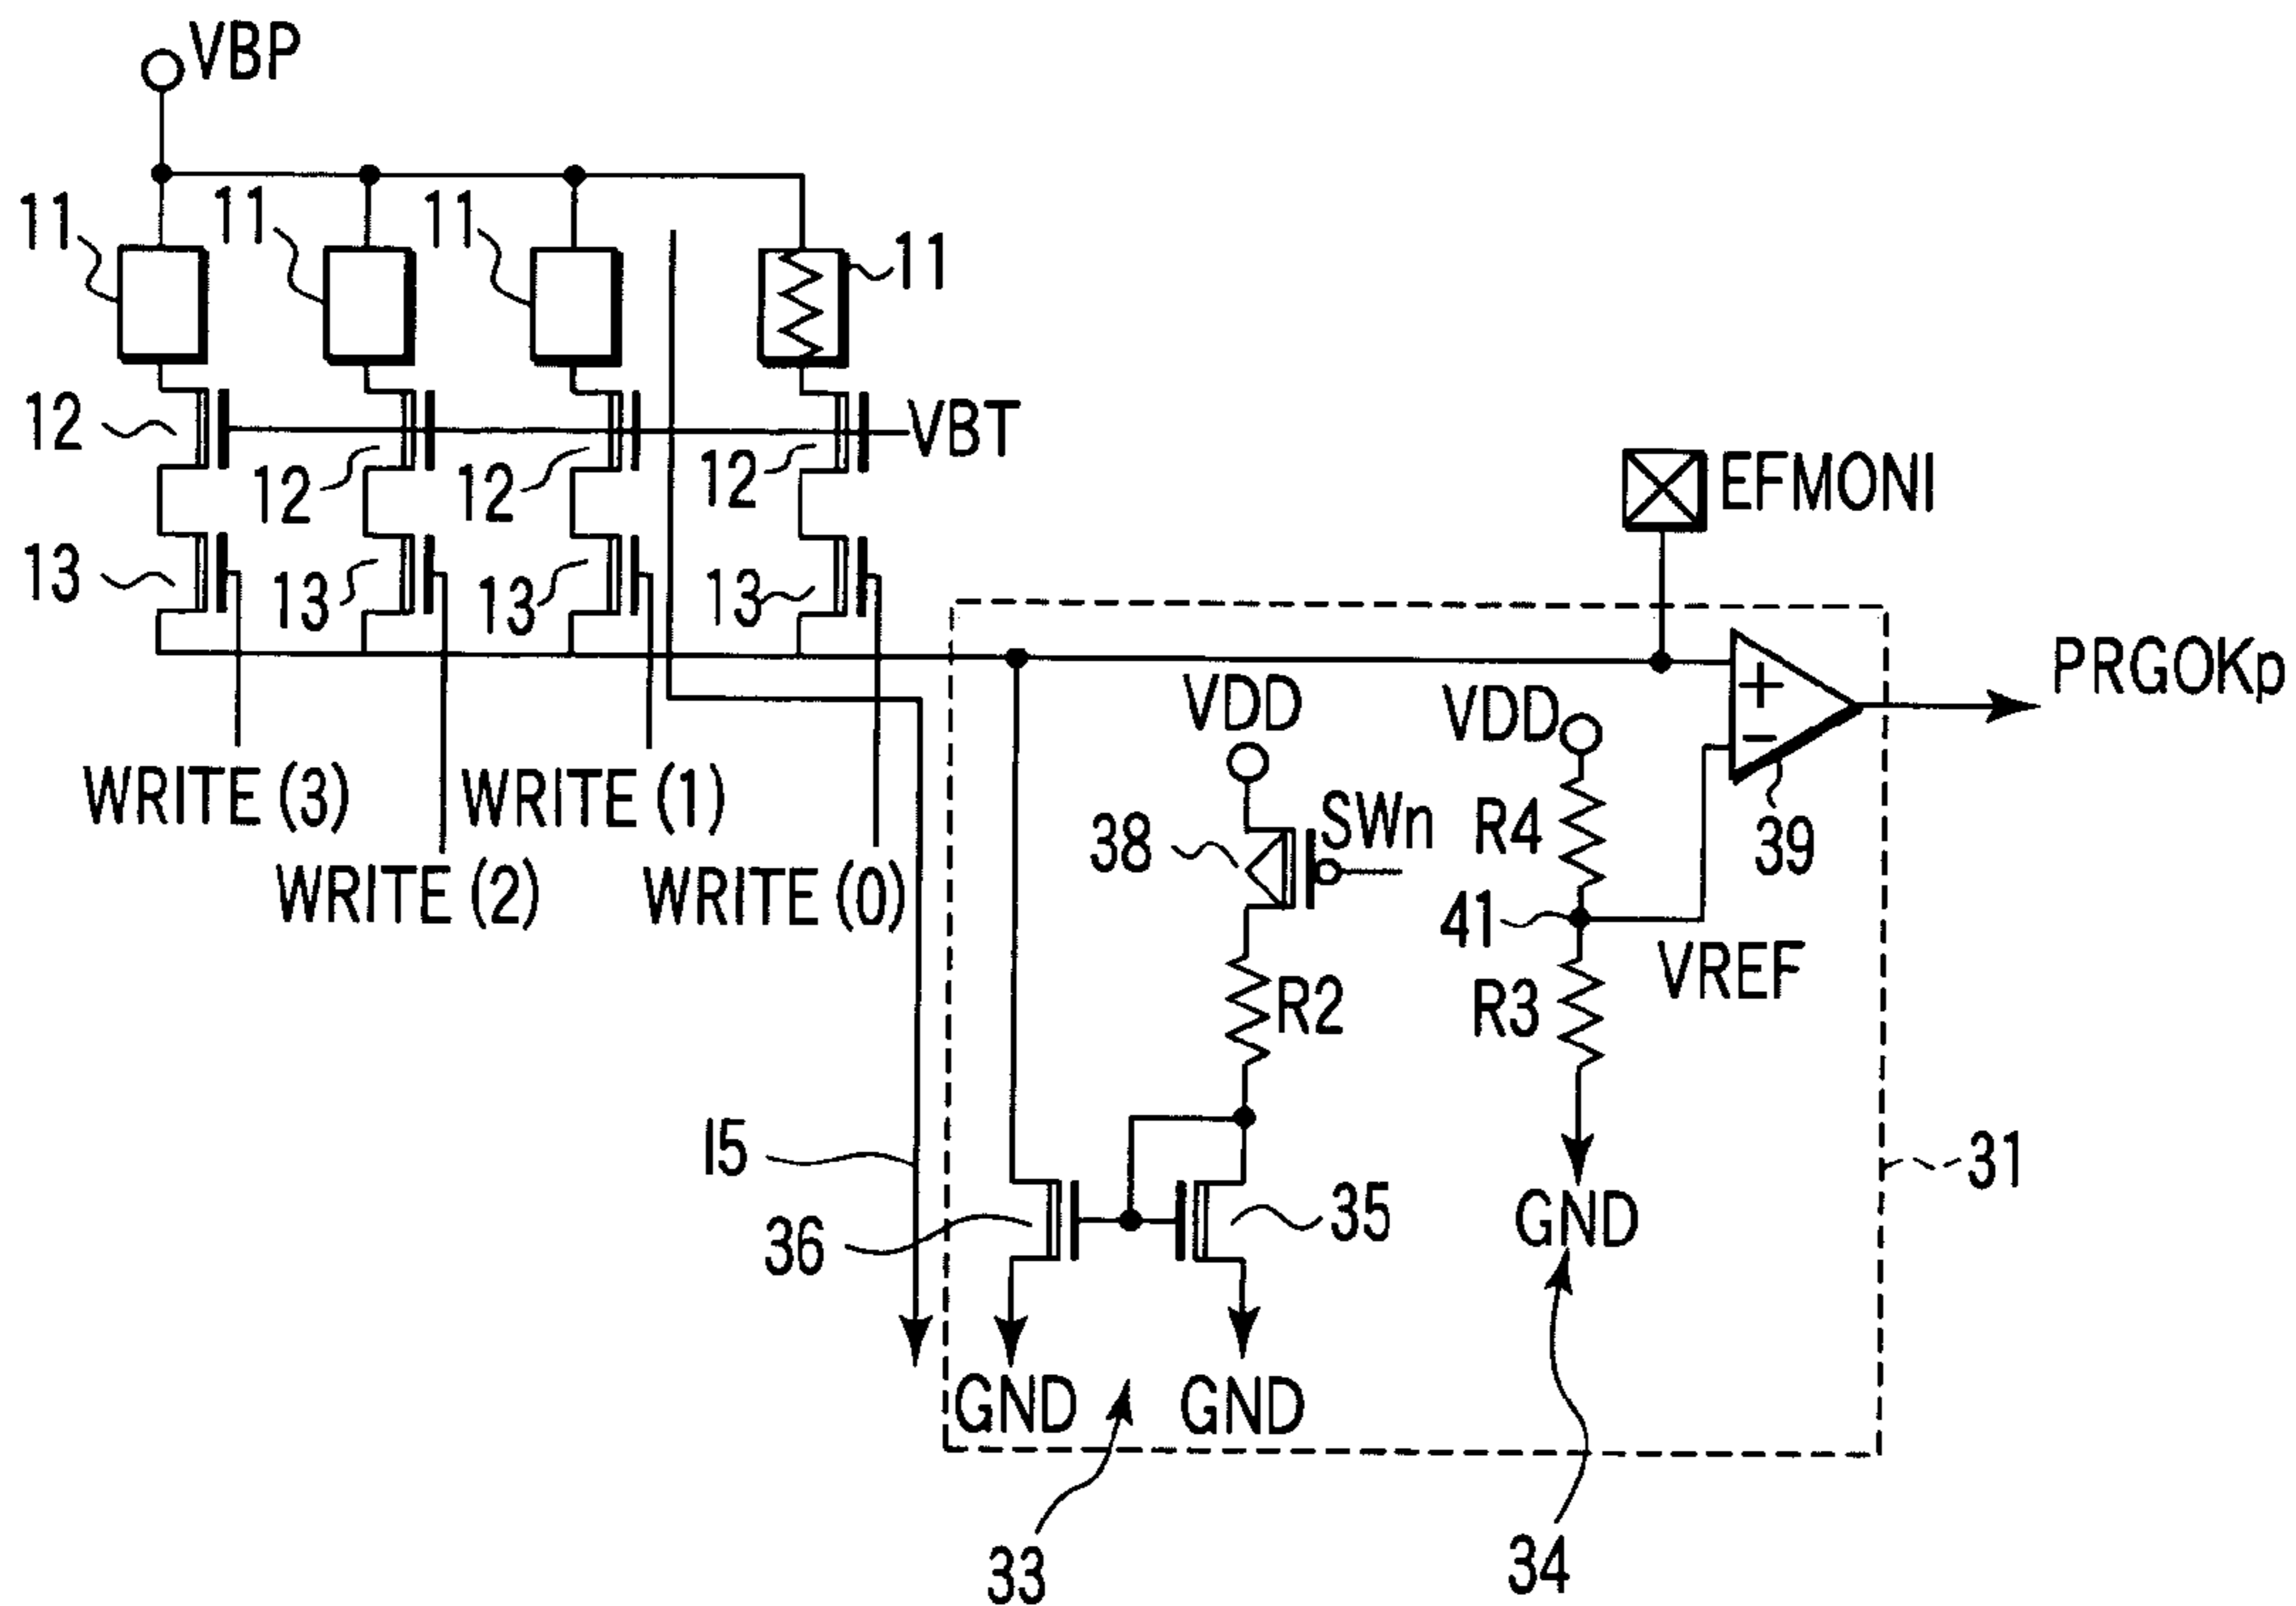 VBP
11
11
11
11
12
12
12
12
VBT
13
13
13
13
EFMONI
PRGOKp
VDD
VDD
WRITE (3)
WRITE (1)
WRITE (2)
WRITE (0)
38
SWn
R4
39
41
VREF
R2
R3
I5
36
35
31
GND
GND
GND
33
34